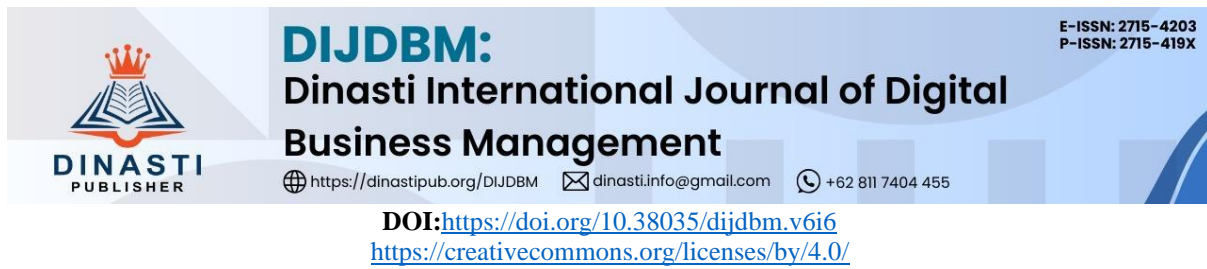 DINASTI
PUBLISHER
DIJDBM:
Dinasti International Journal of Digital
Business Management
https://dinastipub.org/DIJDBM dinasti.info@gmail.com +62 811 7404 455
E-ISSN: 2715-4203
P-ISSN: 2715-419X
DOI:https://doi.org/10.38035/dijdbm.v6i6
https://creativecommons.org/licenses/by/4.0/